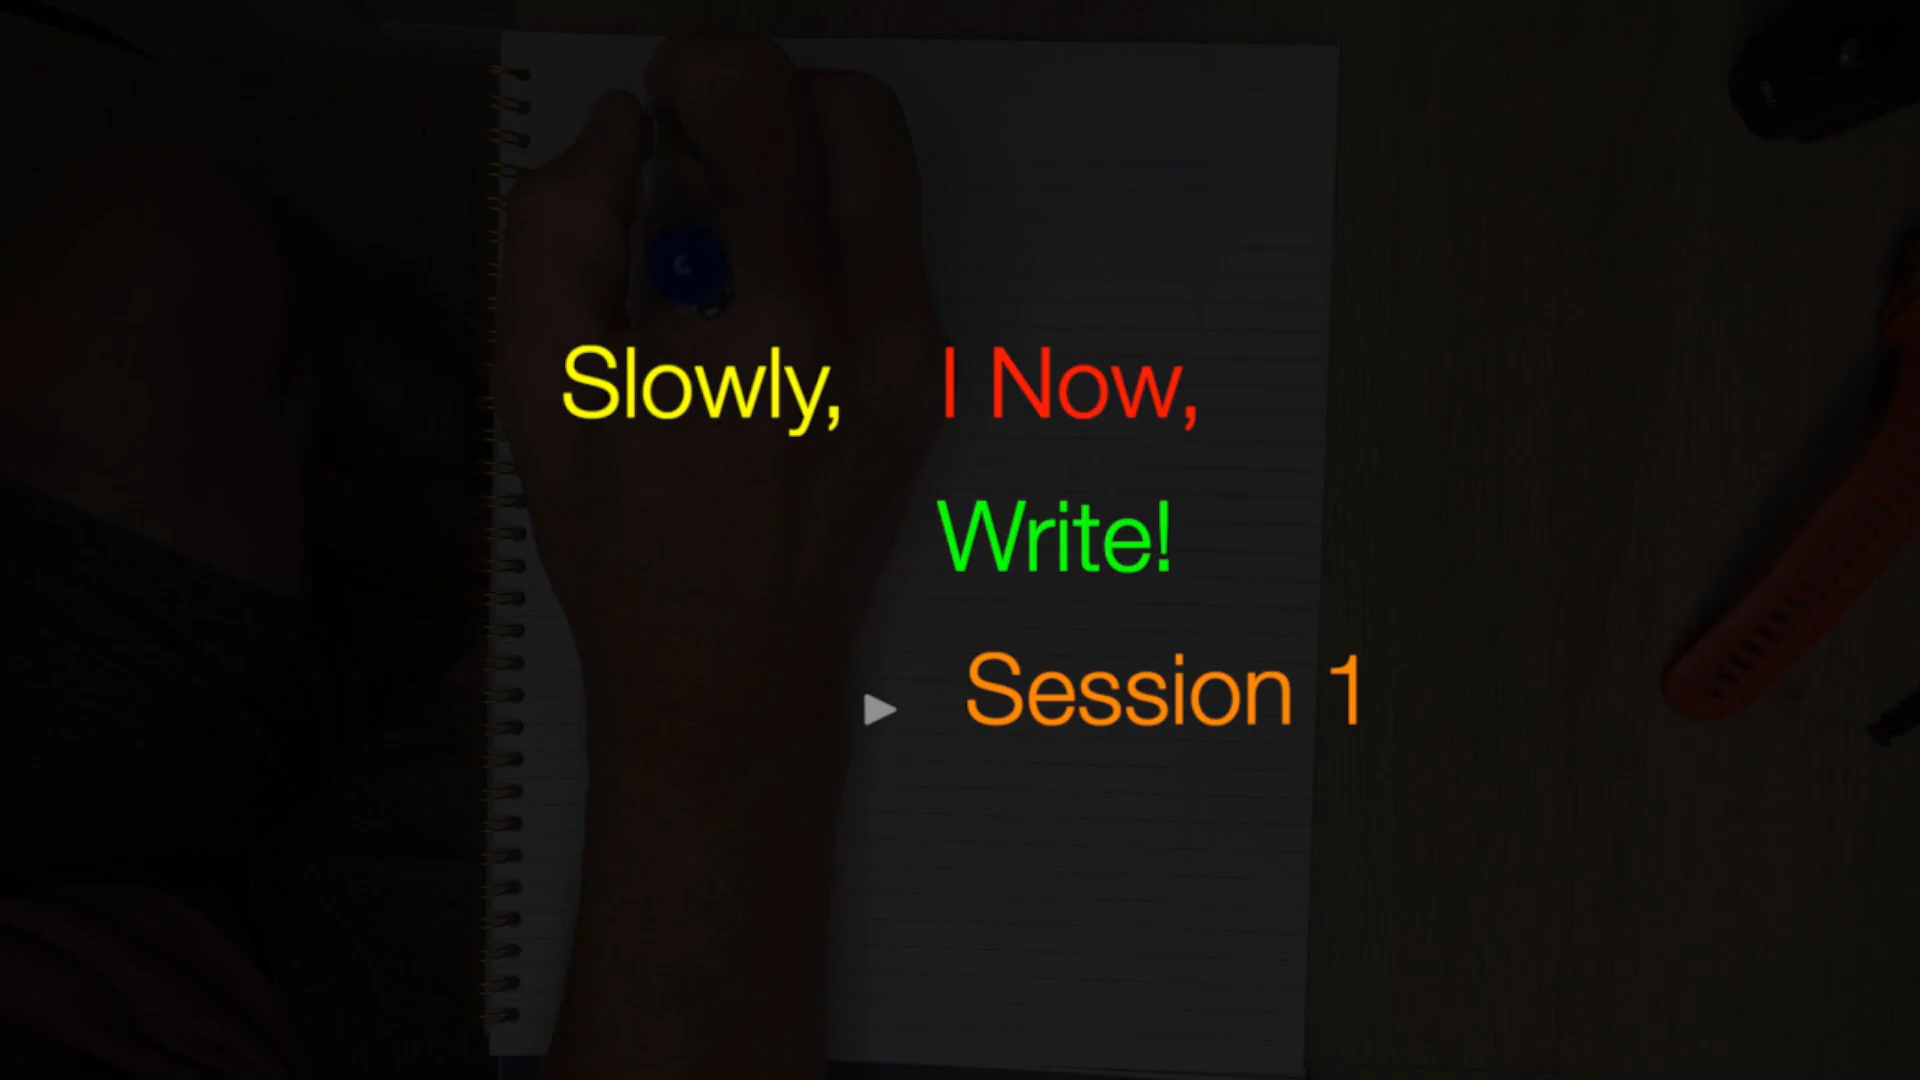 Slowly, I Now,
Write!
Session 1